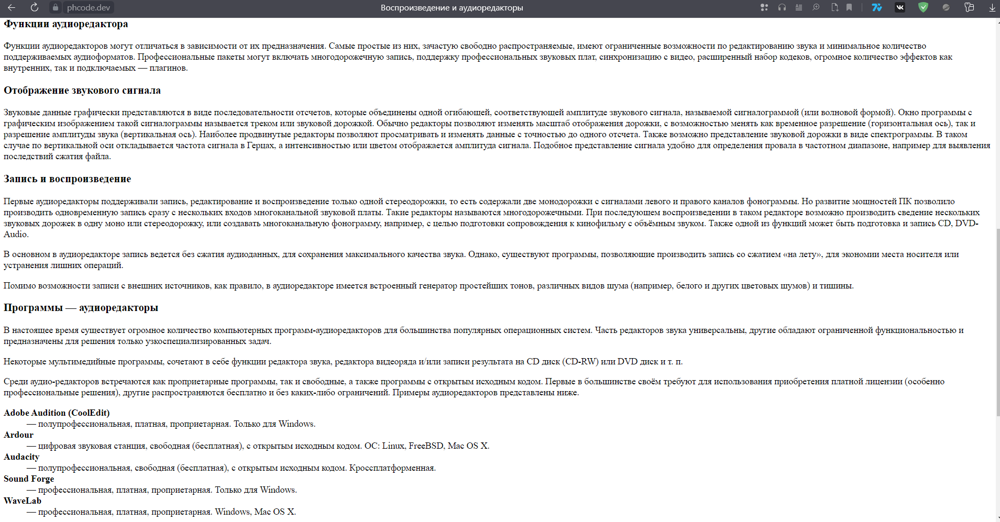 phcode.dev
Воспроизведение и аудиоредакторы
Функции аудиоредактора
Функции аудиоредакторов могут отличаться в зависимости от их предназначения. Самые простые из них, зачастую свободно распространяемые, имеют ограниченные возможности по редактированию звука и минимальное количество
поддерживаемых аудиоформатов. Профессиональные пакеты могут включать многодорожечную запись, поддержку профессиональных звуковых плат, синхронизацию с видео, расширенный набор кодеков, огромное количество эффектов как
внутренних, так и подключаемых — плагинов.
Отображение звукового сигнала
Звуковые данные графически представляются в виде последовательности отсчетов, которые объединены одной огибающей, соответствующей амплитуде звукового сигнала, называемой сигналограммой (или волновой формой). Окно программы с
графическим изображением такой сигналограммы называется треком или звуковой дорожкой. Обычно редакторы позволяют изменять масштаб отображения дорожки, с возможностью менять как временное разрешение (горизонтальная ось), так и
разрешение амплитуды звука (вертикальная ось). Наиболее продвинутые редакторы позволяют просматривать и изменять данные с точностью до одного отсчета. Также возможно представление звуковой дорожки в виде спектрограммы. В таком
случае по вертикальной оси откладывается частота сигнала в Герцах, а интенсивностью или цветом отображается амплитуда сигнала. Подобное представление сигнала удобно для определения провала в частотном диапазоне, например для выявления
последствий сжатия файла.
Запись и воспроизведение
Первые аудиоредакторы поддерживали запись, редактирование и воспроизведение только одной стереодорожки, то есть содержали две монодорожки с сигналами левого и правого каналов фонограммы. Но развитие мощностей ПК позволило
производить одновременную запись сразу с нескольких входов многоканальной звуковой платы. Такие редакторы называются многодорожечными. При последующем воспроизведении в таком редакторе возможно производить сведение нескольких
звуковых дорожек в одну моно или стереодорожку, или создавать многоканальную фонограмму, например, с целью подготовки сопровождения к кинофильму с объёмным звуком. Также одной из функций может быть подготовка и запись CD, DVD-
Audio.
В основном в аудиоредакторе запись ведется без сжатия аудиоданных, для сохранения максимального качества звука. Однако, существуют программы, позволяющие производить запись со сжатием «на лету», для экономии места носителя или
устранения лишних операций.
Помимо возможности записи с внешних источников, как правило, в аудиоредакторе имеется встроенный генератор простейших тонов, различных видов шума (например, белого и других цветовых шумов) и тишины.
Программы — аудиоредакторы
В настоящее время существует огромное количество компьютерных программ-аудиоредакторов для большинства популярных операционных систем. Часть редакторов звука универсальны, другие обладают ограниченной функциональностью и
предназначены для решения только узкоспециализированных задач.
Некоторые мультимедийные программы, сочетают в себе функции редактора звука, редактора видеоряда и/или записи результата на CD диск (CD-RW) или DVD диск и т. п.
Среди аудио-редакторов встречаются как проприетарные программы, так и свободные, а также программы с открытым исходным кодом. Первые в большинстве своём требуют для использования приобретения платной лицензии (особенно
профессиональные решения), другие распространяются бесплатно и без каких-либо ограничений. Примеры аудиоредакторов представлены ниже.
Adobe Audition (CoolEdit)
— полупрофессиональная, платная, проприетарная. Только для Windows.
Ardour
— цифровая звуковая станция, свободная (бесплатная), с открытым исходным кодом. ОС: Linux, FreeBSD, Mac OS X.
Audacity
— полупрофессиональная, свободная (бесплатная), с открытым исходным кодом. Кроссплатформенная.
Sound Forge
— профессиональная, платная, проприетарная. Только для Windows.
WaveLab
— профессиональная, платная, проприетарная. Windows, Mac OS X.